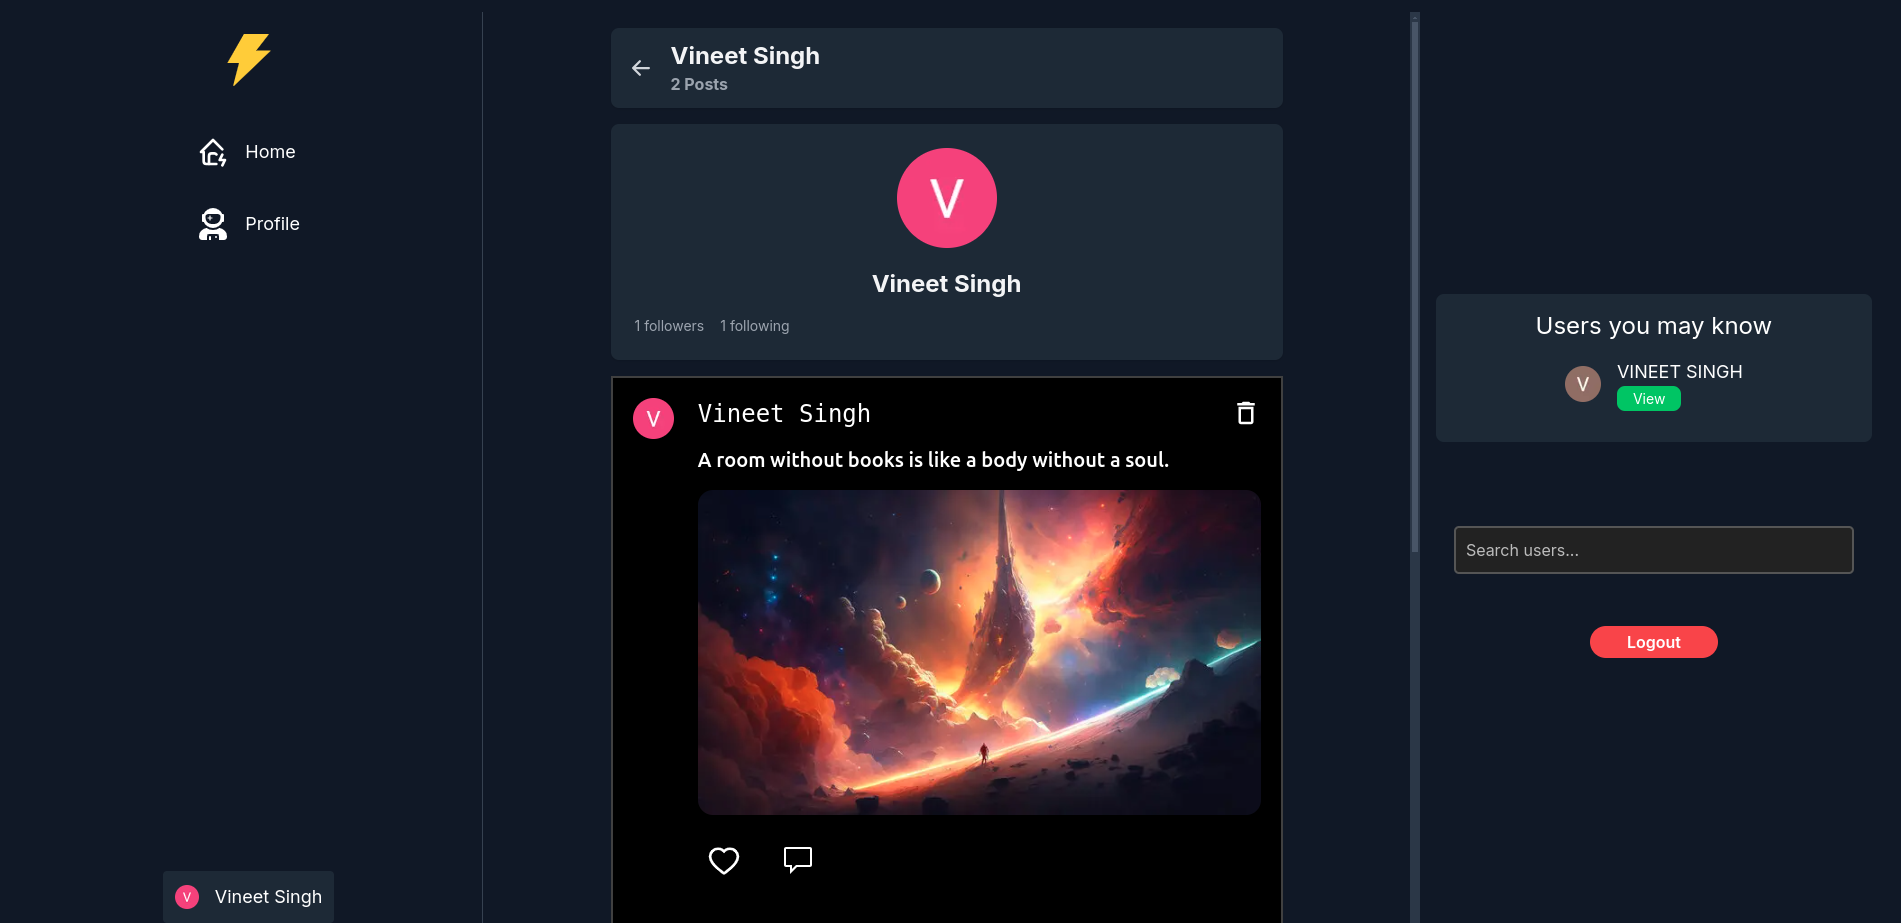 Home
Profile
V
Vineet Singh
Vineet Singh
2 Posts
V
Vineet Singh
1 followers 1 following
V
Vineet Singh
A room without books is like a body without a soul.
Users you may know
V
VINEET SINGH
View
Search users...
Logout